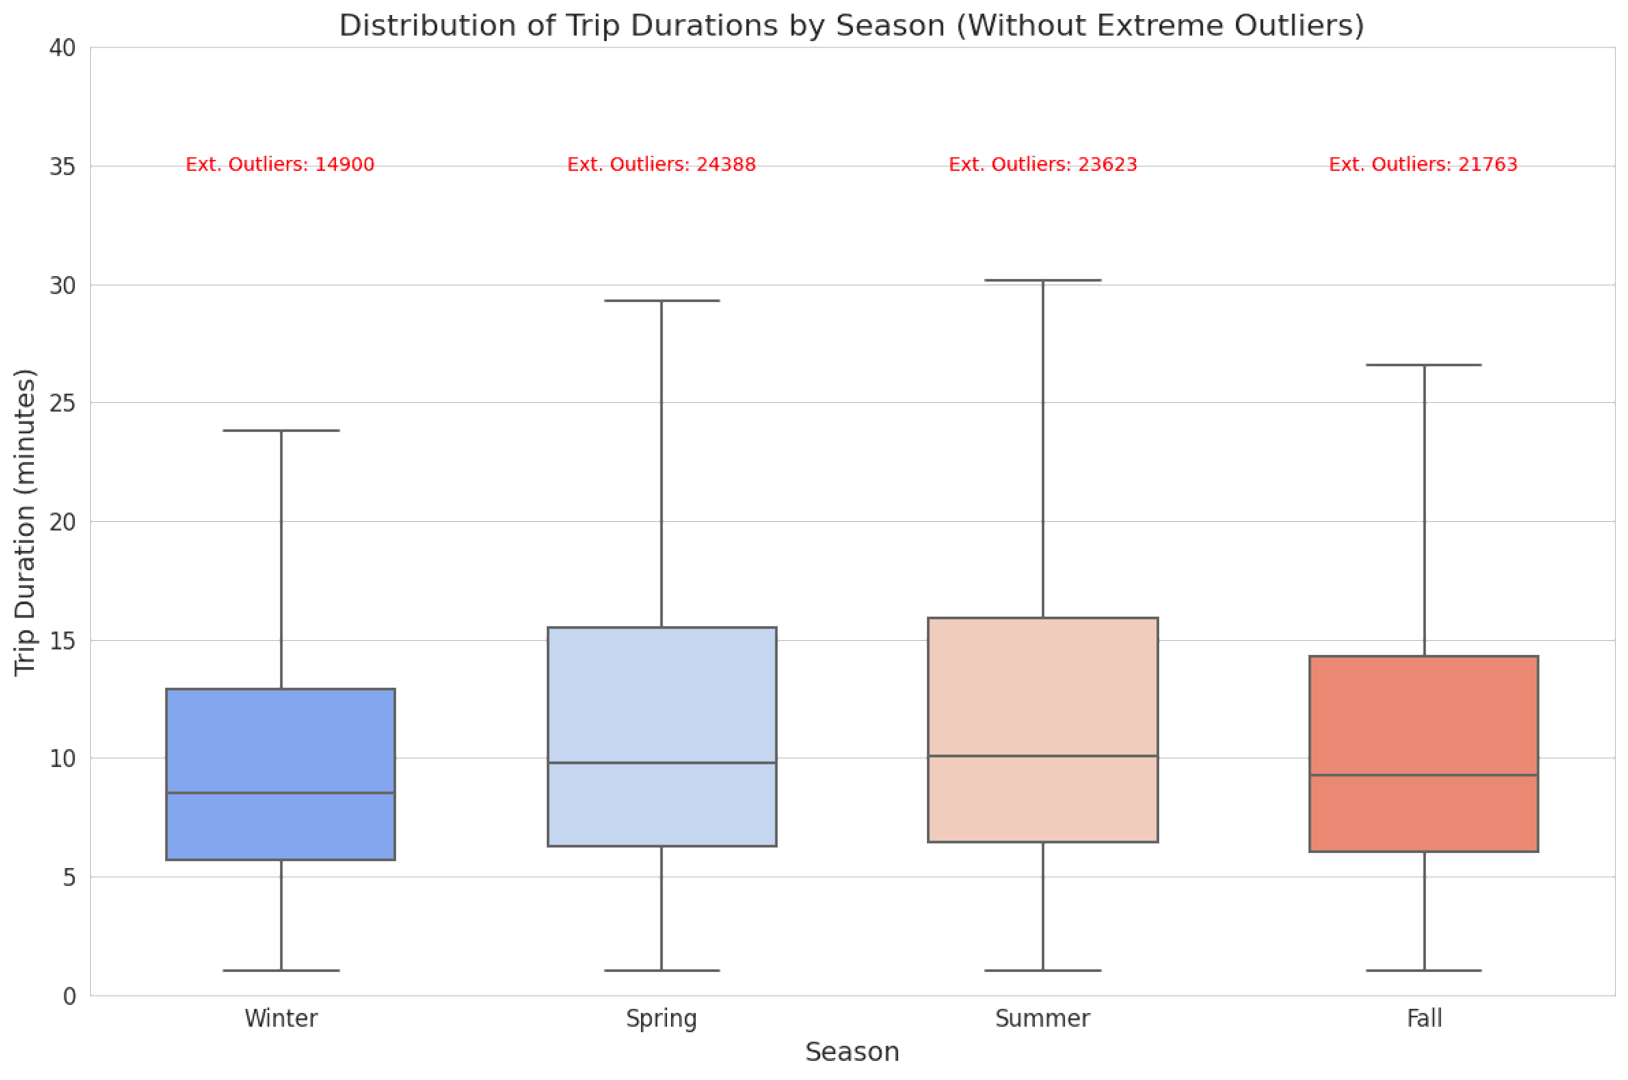 Distribution of Trip Durations by Season (Without Extreme Outliers)
40
35
30
25
20
15
10
5
0
Trip Duration (minutes)
Ext. Outliers: 14900
Ext. Outliers: 24388
Ext. Outliers: 23623
Ext. Outliers: 21763
Winter
Spring
Summer
Fall
Season